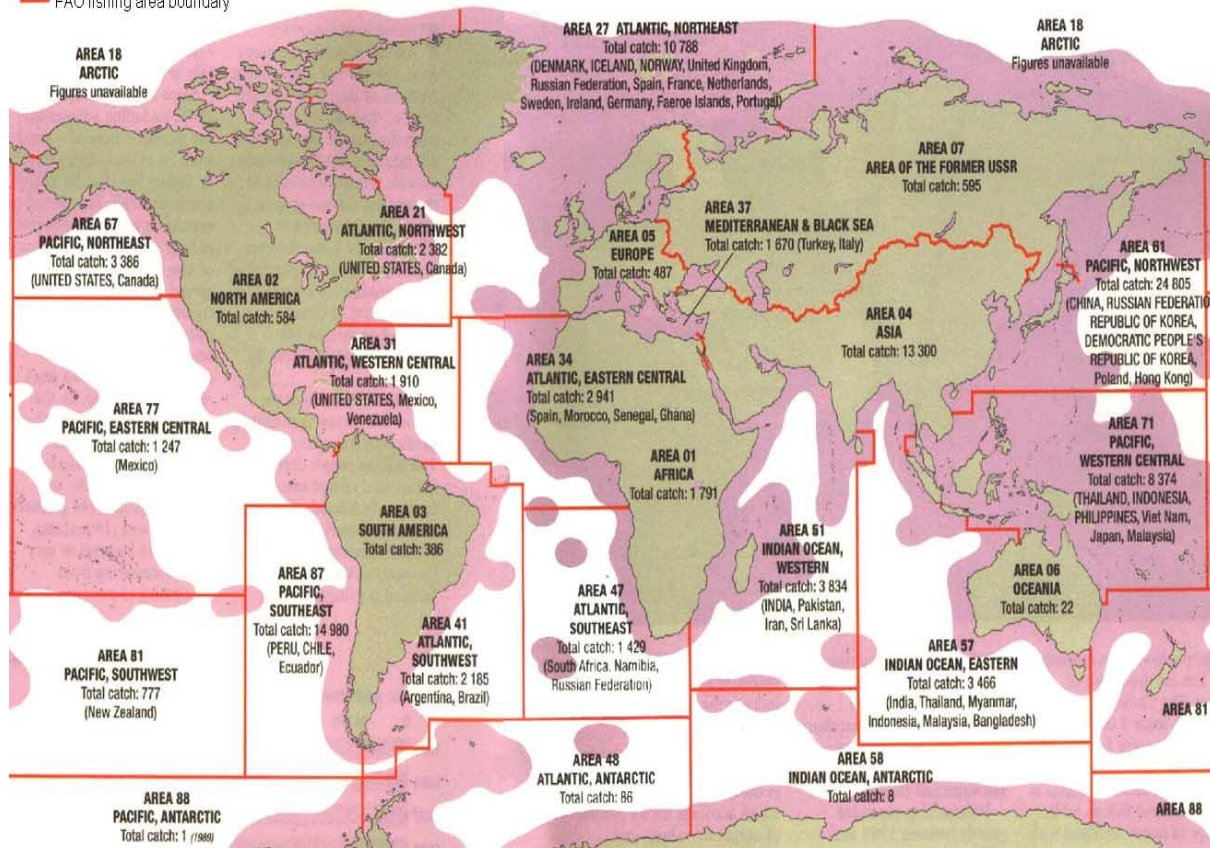 FAO fishing area boundary
AREA 18
ARCTIC
Figures unavailable
AREA 27 ATLANTIC, NORTHEAST
Total catch: 10 788
(DENMARK, ICELAND, NORWAY, United Kingdom,
Russian Federation, Spain, France, Netherlands,
Sweden, Ireland, Germany, Faeroe Islands, Portugal)
AREA 18
ARCTIC
Figures unavailable
AREA 07
AREA OF THE FORMER USSR
Total catch: 595
AREA 67
PACIFIC, NORTHEAST
Total catch: 3 386
(UNITED STATES, Canada)
AREA 21
ATLANTIC, NORTHWEST
Total catch: 2 382
(UNITED STATES, Canada)
AREA 02
NORTH AMERICA
Total catch: 584
AREA 05
EUROPE
Total catch: 487
AREA 37
MEDITERRANEAN & BLACK SEA
Total catch: 1 670 (Turkey, Italy)
AREA 61
PACIFIC, NORTHWEST
Total catch: 24 805
(CHINA, RUSSIAN FEDERATIO
REPUBLIC OF KOREA,
DEMOCRATIC PEOPLE'S
REPUBLIC OF KOREA,
Poland, Hong Kong)
AREA 04
ASIA
Total catch: 13 300
AREA 31
ATLANTIC, WESTERN CENTRAL
Total catch: 1 910
(UNITED STATES, Mexico,
Venezuela)
AREA 34
ATLANTIC, EASTERN CENTRAL
Total catch: 2 941
(Spain, Morocco, Senegal, Ghana)
AREA 77
PACIFIC, EASTERN CENTRAL
Total catch: 1 247
(Mexico)
AREA 71
PACIFIC,
WESTERN CENTRAL
Total catch: 8 374
(THAILAND, INDONESIA,
PHILIPPINES, Viet Nam,
Japan, Malaysia)
AREA 01
AFRICA
Total catch: 1 791
AREA 03
SOUTH AMERICA
Total catch: 386
AREA 51
INDIAN OCEAN,
WESTERN
Total catch: 3 834
(INDIA, Pakistan,
Iran, Sri Lanka)
AREA 06
OCEANIA
Total catch: 22
AREA 87
PACIFIC,
SOUTHEAST
Total catch: 14 980
(PERU, CHILE,
Ecuador)
AREA 47
ATLANTIC,
SOUTHEAST
Total catch: 1 429
(South Africa, Namibia,
Russian Federation)
AREA 41
ATLANTIC,
SOUTHWEST
Total catch: 2 185
(Argentina, Brazil)
AREA 81
PACIFIC, SOUTHWEST
Total catch: 777
(New Zealand)
AREA 57
INDIAN OCEAN, EASTERN
Total catch: 3 466
(India, Thailand, Myanmar,
Indonesia, Malaysia, Bangladesh)
AREA 81
AREA 48
ATLANTIC, ANTARCTIC
Total catch: 86
AREA 58
INDIAN OCEAN, ANTARCTIC
Total catch: 8
AREA 88
PACIFIC, ANTARCTIC
Total catch: 1 (1989)
AREA 88